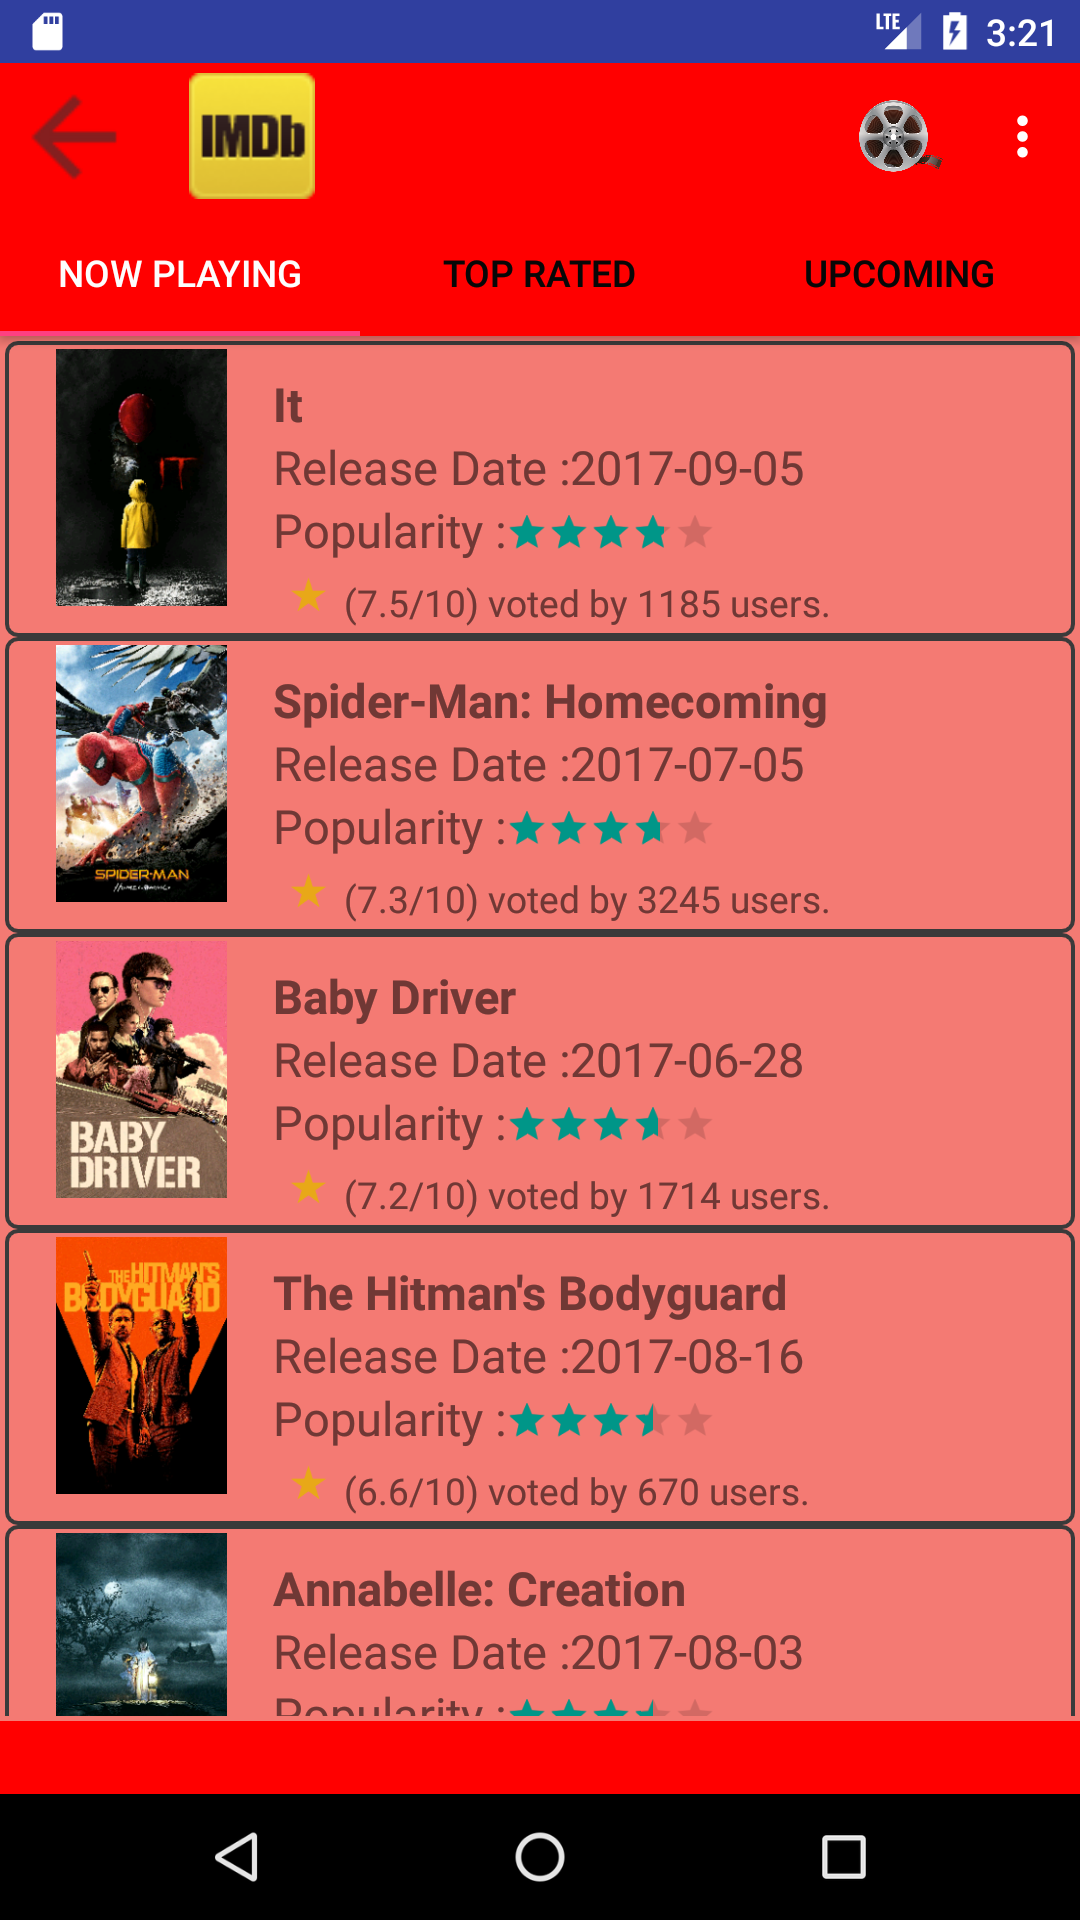 LTE 3:21
IMDb
NOW PLAYING TOP RATED UPCOMING
IT
It
Release Date :2017-09-05
Popularity :
(7.5/10) voted by 1185 users.
SPIDER-MAN
HOMECOMING
Spider-Man: Homecoming
Release Date :2017-07-05
Popularity :
(7.3/10) voted by 3245 users.
BABY
DRIVER
Baby Driver
Release Date :2017-06-28
Popularity :
(7.2/10) voted by 1714 users.
THE HITMAN'S
BODYGUARD
The Hitman's Bodyguard
Release Date :2017-08-16
Popularity :
(6.6/10) voted by 670 users.
Annabelle: Creation
Release Date :2017-08-03
Popularity :